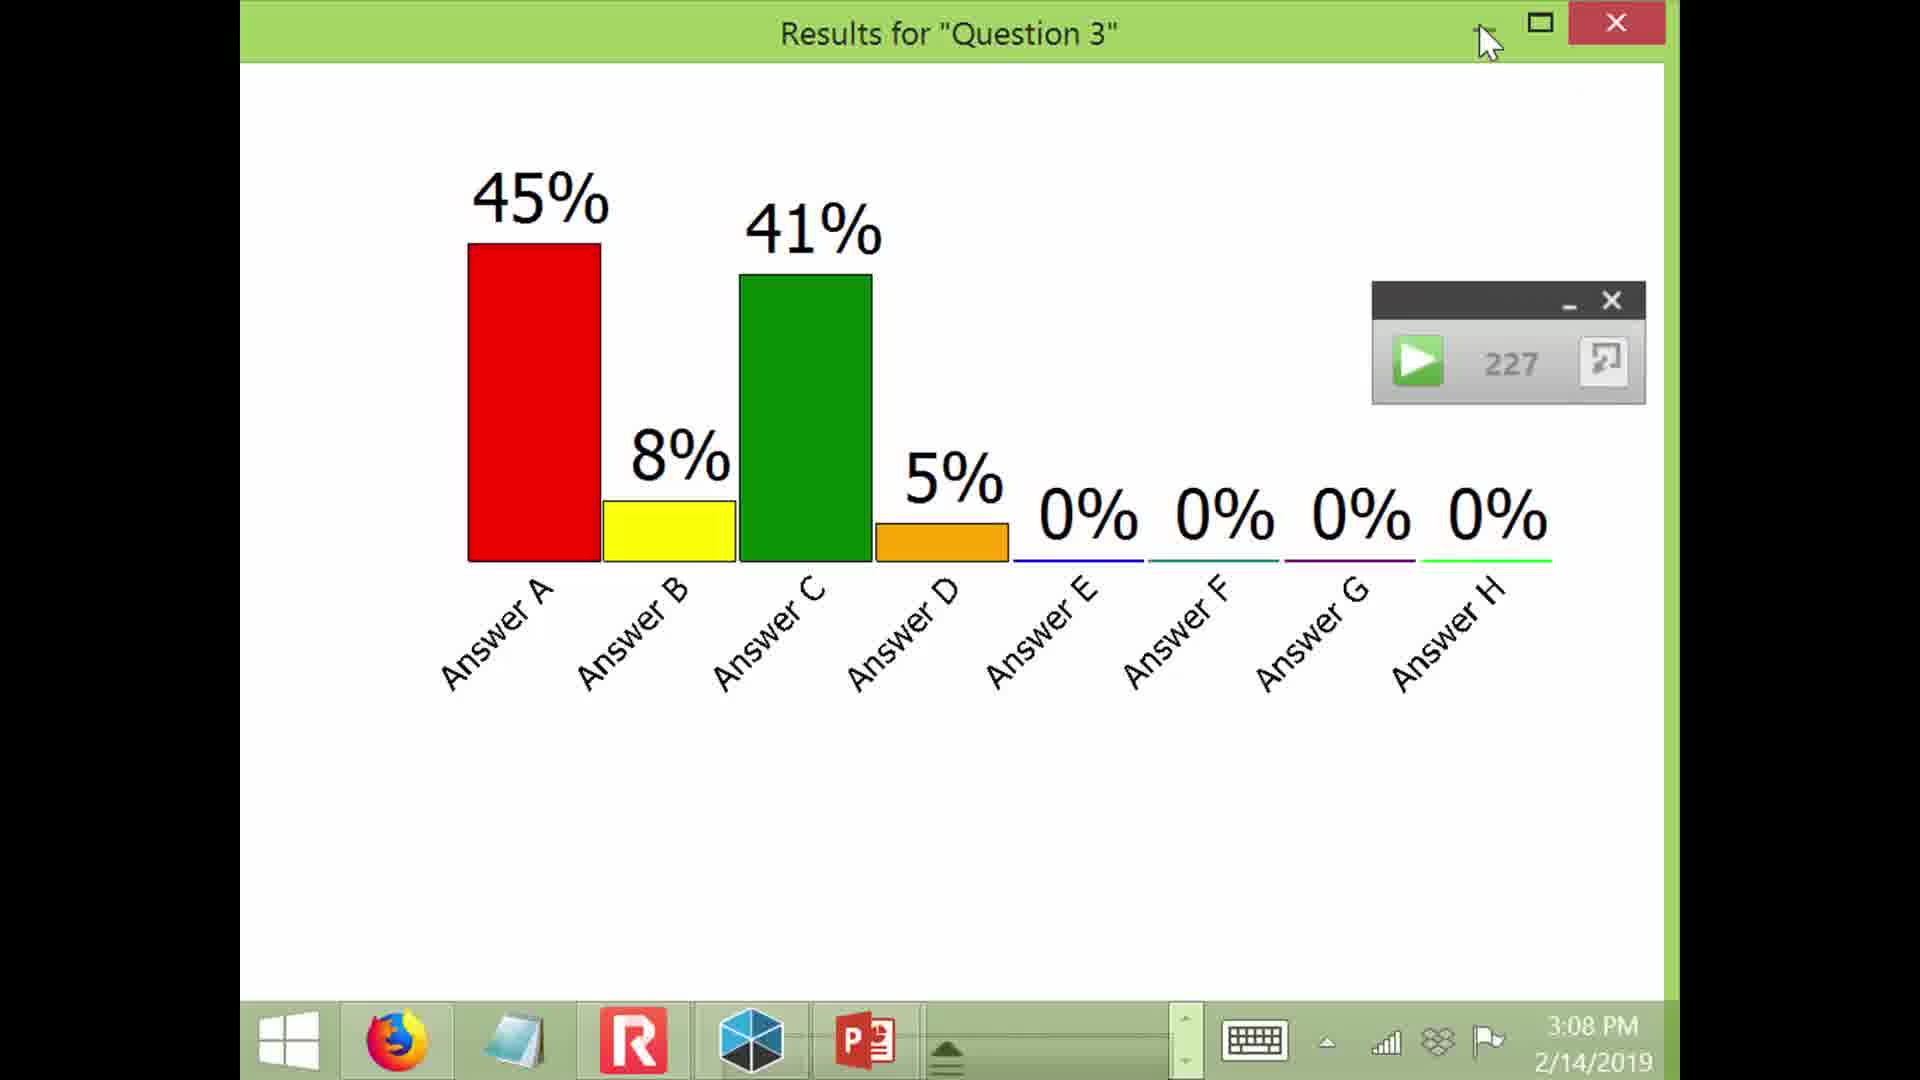 Results for "Question 3"
45%
41%
8%
5%
0% 0% 0% 0%
227
Answer A Answer B Answer C Answer D Answer E Answer F Answer G Answer H
3:08 PM
2/14/2019